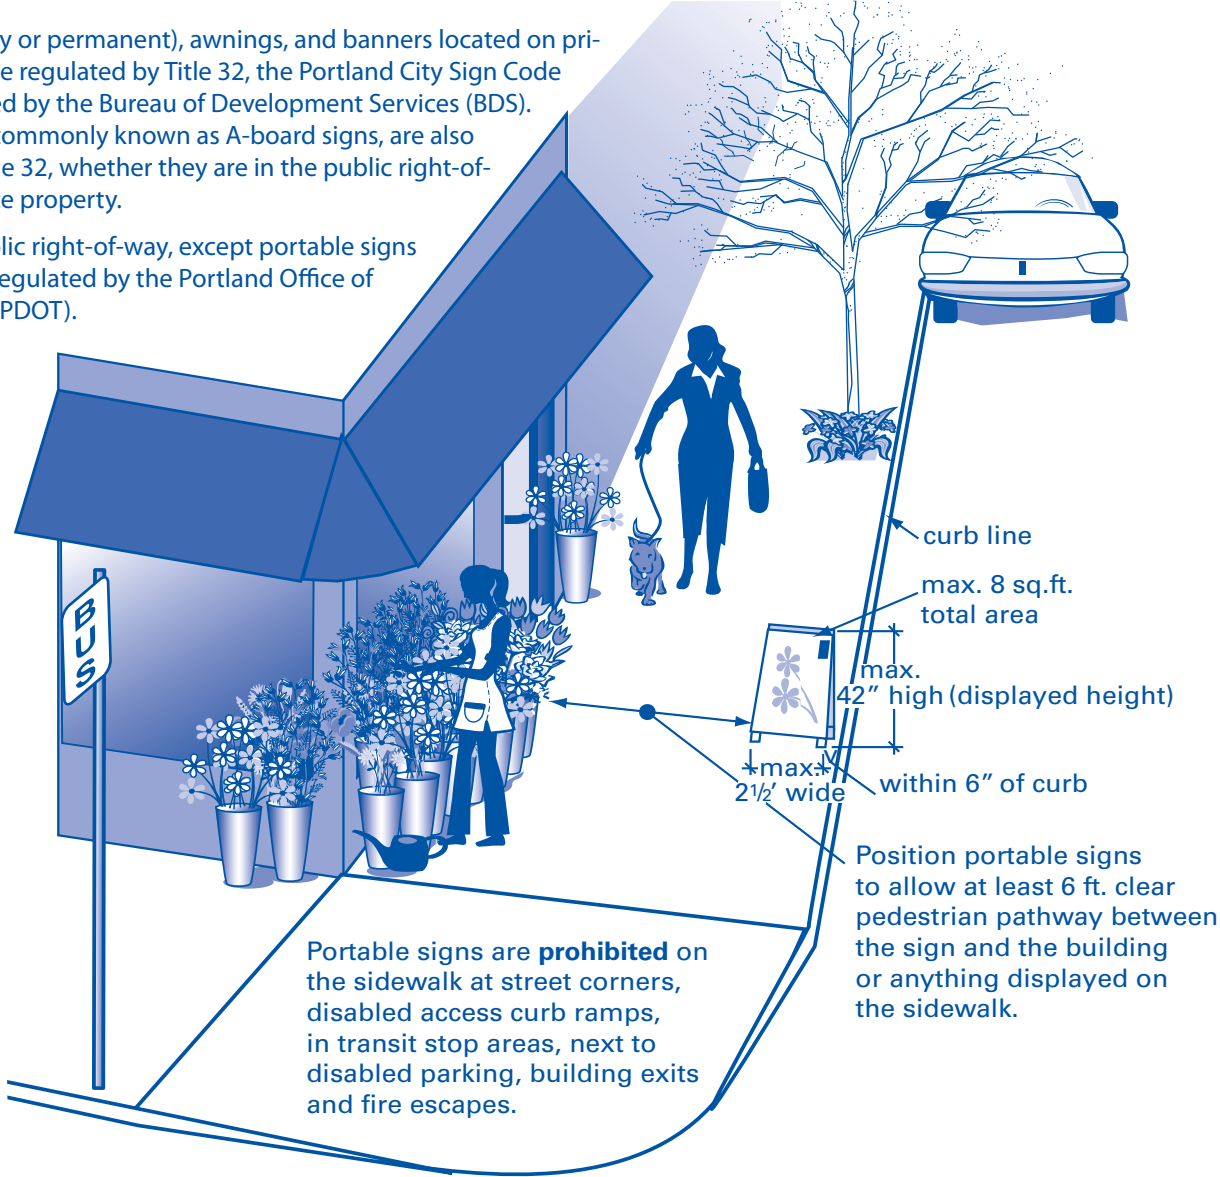 y or permanent), awnings, and banners located on pri-
e regulated by Title 32, the Portland City Sign Code
ed by the Bureau of Development Services (BDS).
commonly known as A-board signs, are also
e 32, whether they are in the public right-of-
e property.
lic right-of-way, except portable signs
egulated by the Portland Office of
PDOT).
BUS
curb line
max. 8 sq.ft.
total area
max.
42” high (displayed height)
max.
2½’ wide
within 6” of curb
Position portable signs
to allow at least 6 ft. clear
pedestrian pathway between
the sign and the building
or anything displayed on
the sidewalk.
Portable signs are prohibited on
the sidewalk at street corners,
disabled access curb ramps,
in transit stop areas, next to
disabled parking, building exits
and fire escapes.